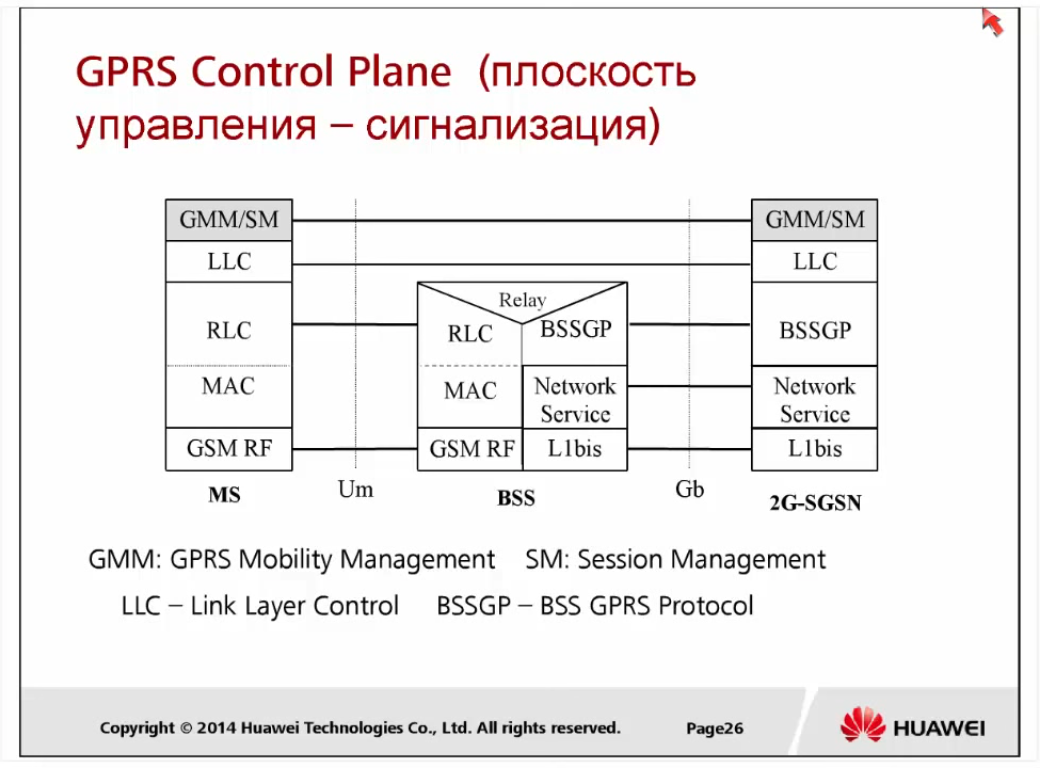 GPRS Control Plane (плоскость
управления – сигнализация)
GMM/SM
GMM/SM
LLC
LLC
Relay
RLC
RLC
BSSGP
BSSGP
MAC
MAC
Network
Service
Network
Service
GSM RF
GSM RF
L1bis
L1bis
MS
Um
BSS
Gb
2G-SGSN
GMM: GPRS Mobility Management SM: Session Management
LLC – Link Layer Control BSSGP – BSS GPRS Protocol
Copyright © 2014 Huawei Technologies Co., Ltd. All rights reserved.
Page26
HUAWEI